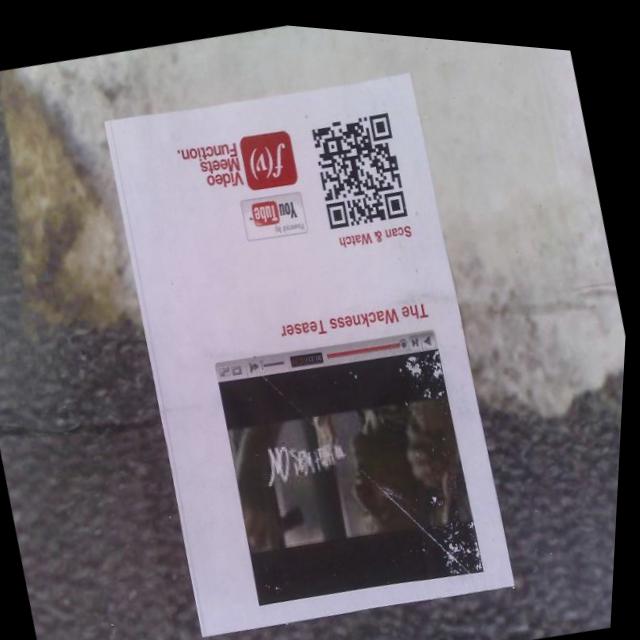 The Wackness Teaser
Scan & Watch
Powered by
YouTube
f(v)
Video
Meets
Function.